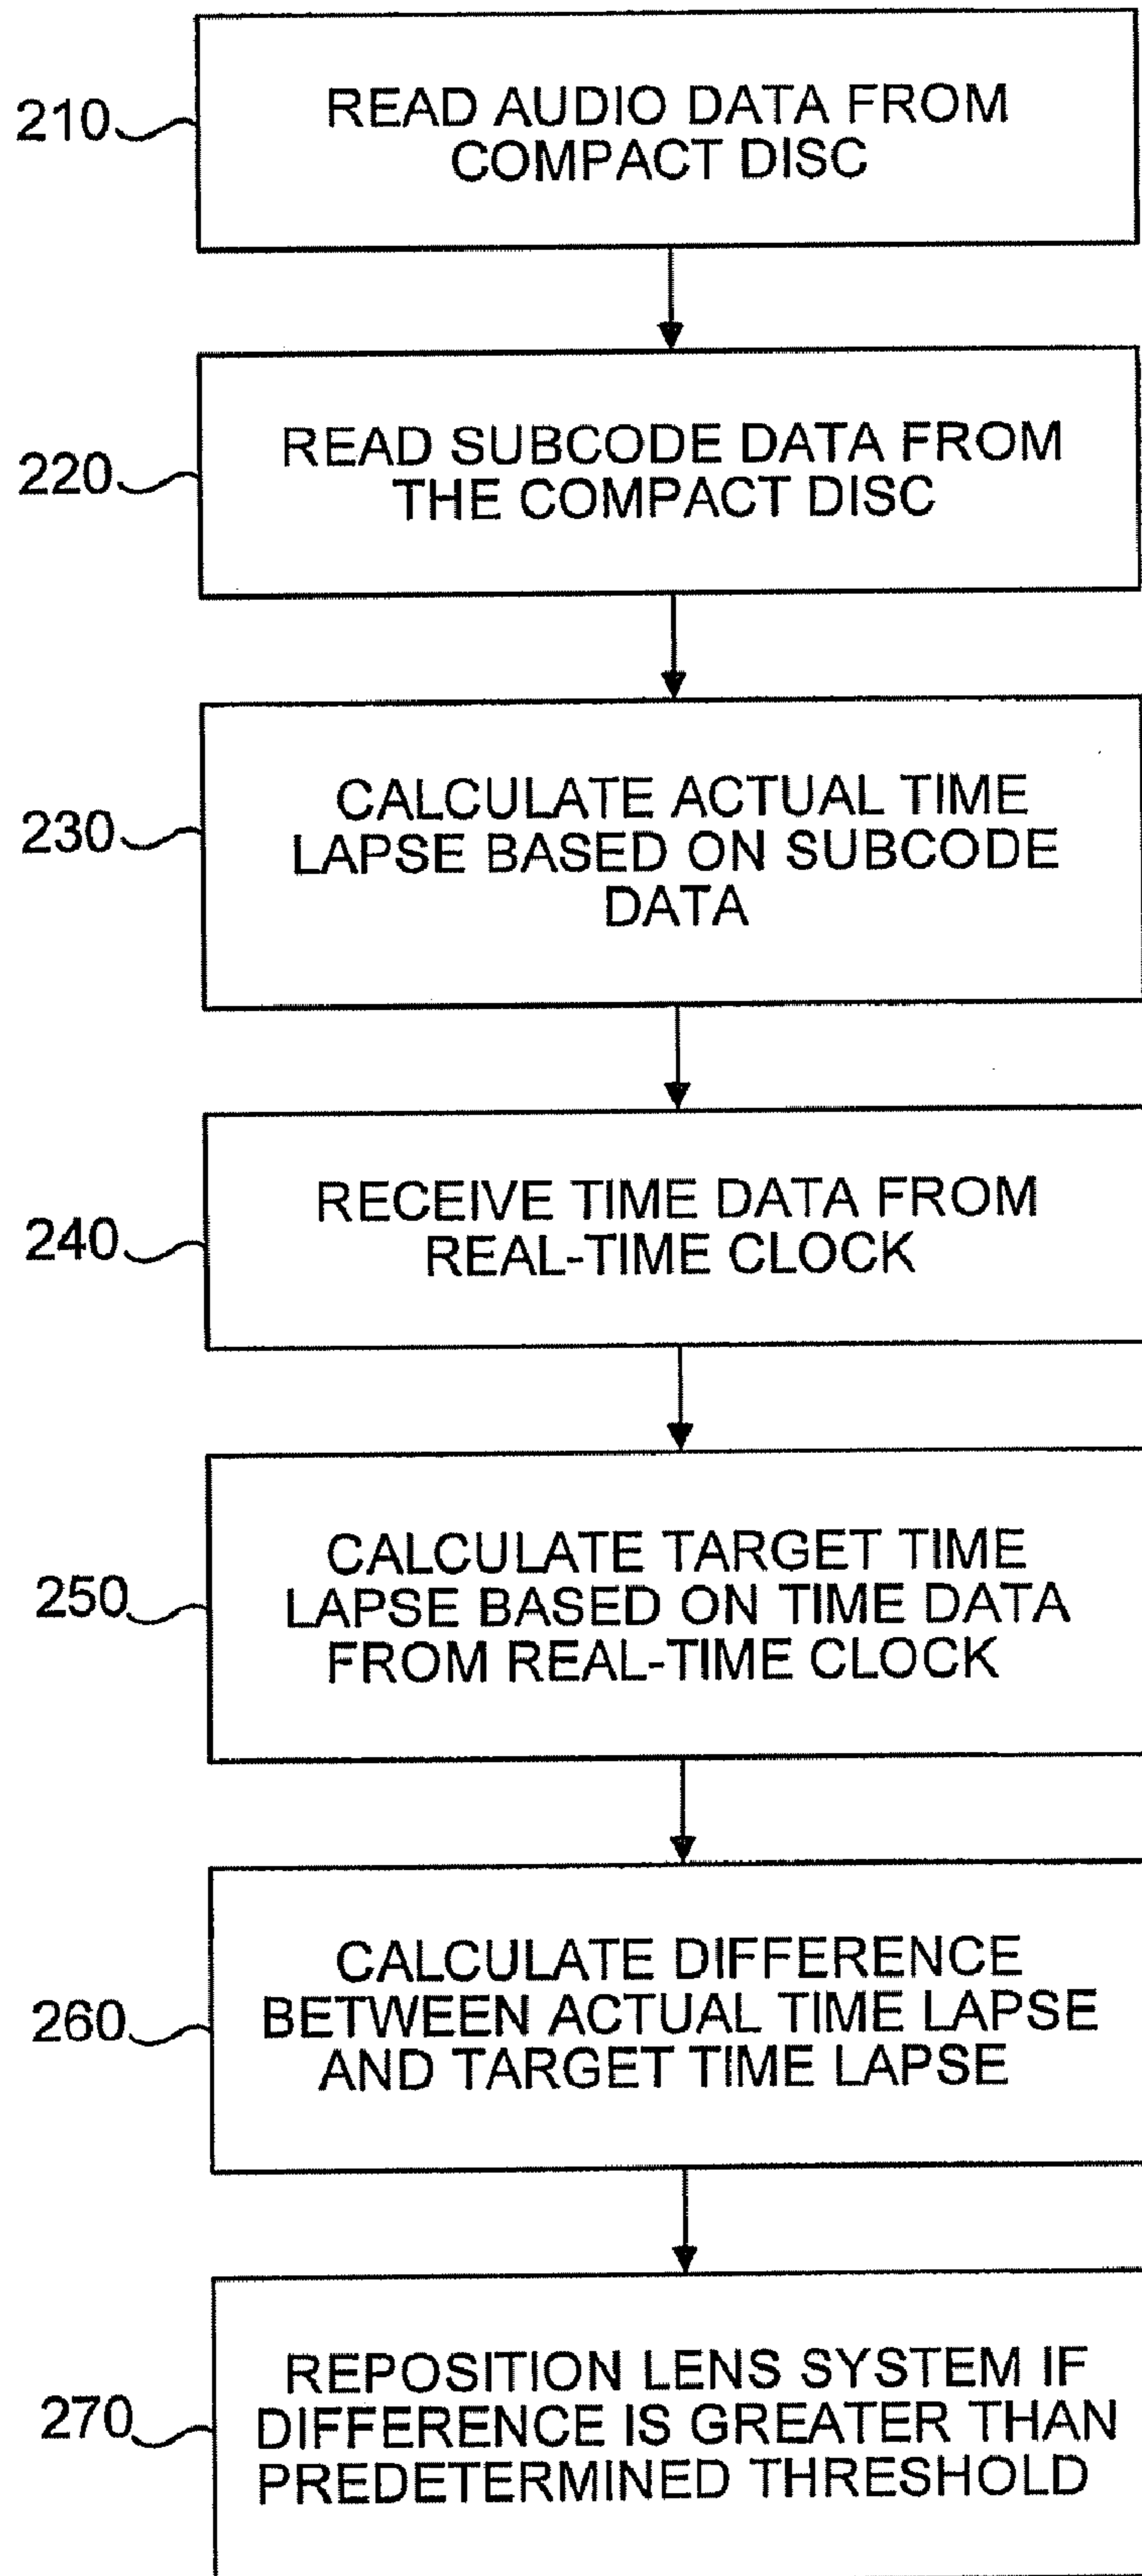 210
READ AUDIO DATA FROM
COMPACT DISC
220
READ SUBCODE DATA FROM
THE COMPACT DISC
230
CALCULATE ACTUAL TIME
LAPSE BASED ON SUBCODE
DATA
240
RECEIVE TIME DATA FROM
REAL-TIME CLOCK
250
CALCULATE TARGET TIME
LAPSE BASED ON TIME DATA
FROM REAL-TIME CLOCK
260
CALCULATE DIFFERENCE
BETWEEN ACTUAL TIME LAPSE
AND TARGET TIME LAPSE
270
REPOSITION LENS SYSTEM IF
DIFFERENCE IS GREATER THAN
PREDETERMINED THRESHOLD